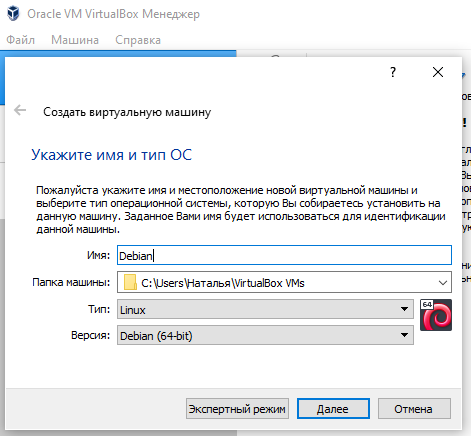 Oracle VM VirtualBox Менеджер
Файл Машина Справка
?
Создать виртуальную машину
Укажите имя и тип ОС
Пожалуйста укажите имя и местоположение новой виртуальной машины и
выберите тип операционной системы, которую Вы собираетесь установить на
данную машину. Заданное Вами имя будет использоваться для идентификации
данной машины.
Имя: Debian
Папка машины: C:\Users\Наталья\VirtualBox VMs
Тип: Linux
64
Версия: Debian (64-bit)
Экспертный режим Далее Отмена